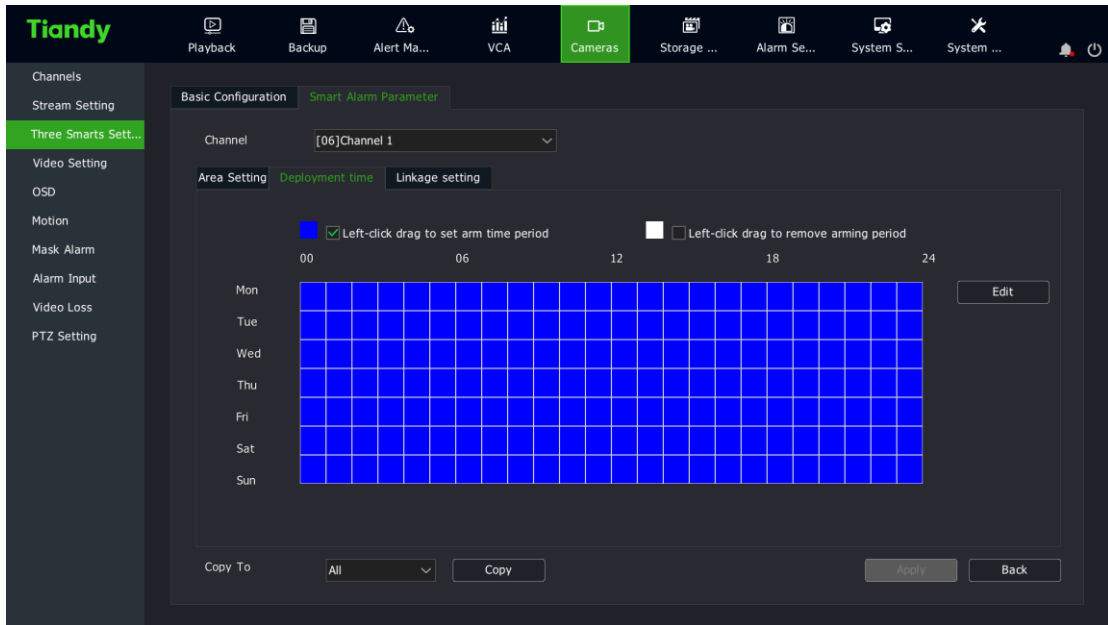 Tiandy
Playback Backup Alert Ma... VCA Cameras Storage ... Alarm Se... System S... System ...
Channels
Stream Setting
Three Smarts Sett...
Video Setting
OSD
Motion
Mask Alarm
Alarm Input
Video Loss
PTZ Setting
Basic Configuration Smart Alarm Parameter
Channel [06]Channel 1
Area Setting Deployment time Linkage setting
Left-click drag to set arm time period Left-click drag to remove arming period
00 06 12 18 24
Mon Edit
Tue
Wed
Thu
Fri
Sat
Sun
Copy To All Copy Apply Back